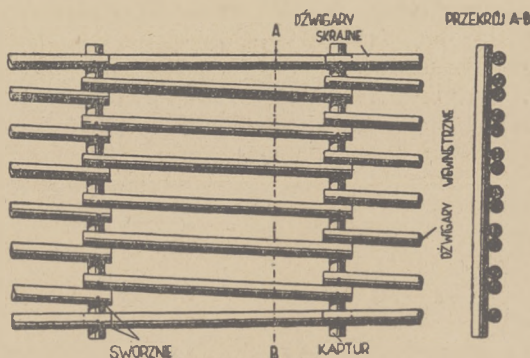 DŹWIGARY
SKRAJNE
PRZEKRÓJ A-B
A
WEWNĘTRZNE
DŹWIGARY
SWORZNIE
B
KAPTUR